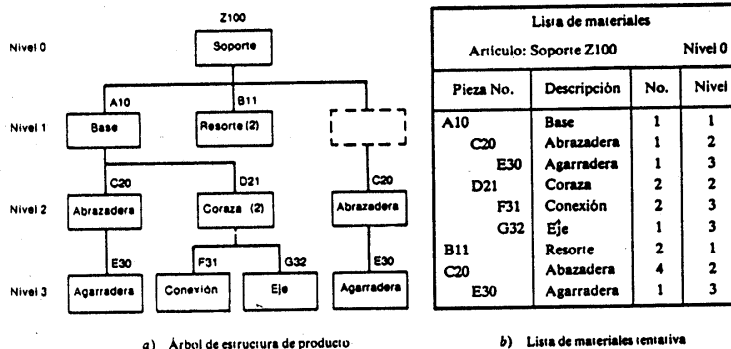 Z100
Nivel 0
Soporte
A10
B11
Nivel 1
Base
Resorte (2)
C20
D21
C20
Nivel 2
Abrazadera
Coraza (2)
Abrazadera
E30
F31
G32
E30
Nivel 3
Agarradera
Conexión
Eje
Agarradera
a) Árbol de estructura de producto
Lista de materiales
Artículo: Soporte Z100 Nivel 0
Pieza No. Descripción No. Nivel
A10 Base 1 1
C20 Abrazadera 1 2
E30 Agarradera 1 3
D21 Coraza 2 2
F31 Conexión 2 3
G32 Eje 1 3
B11 Resorte 2 1
C20 Abazadera 4 2
E30 Agarradera 1 3
b) Lista de materiales tentativa